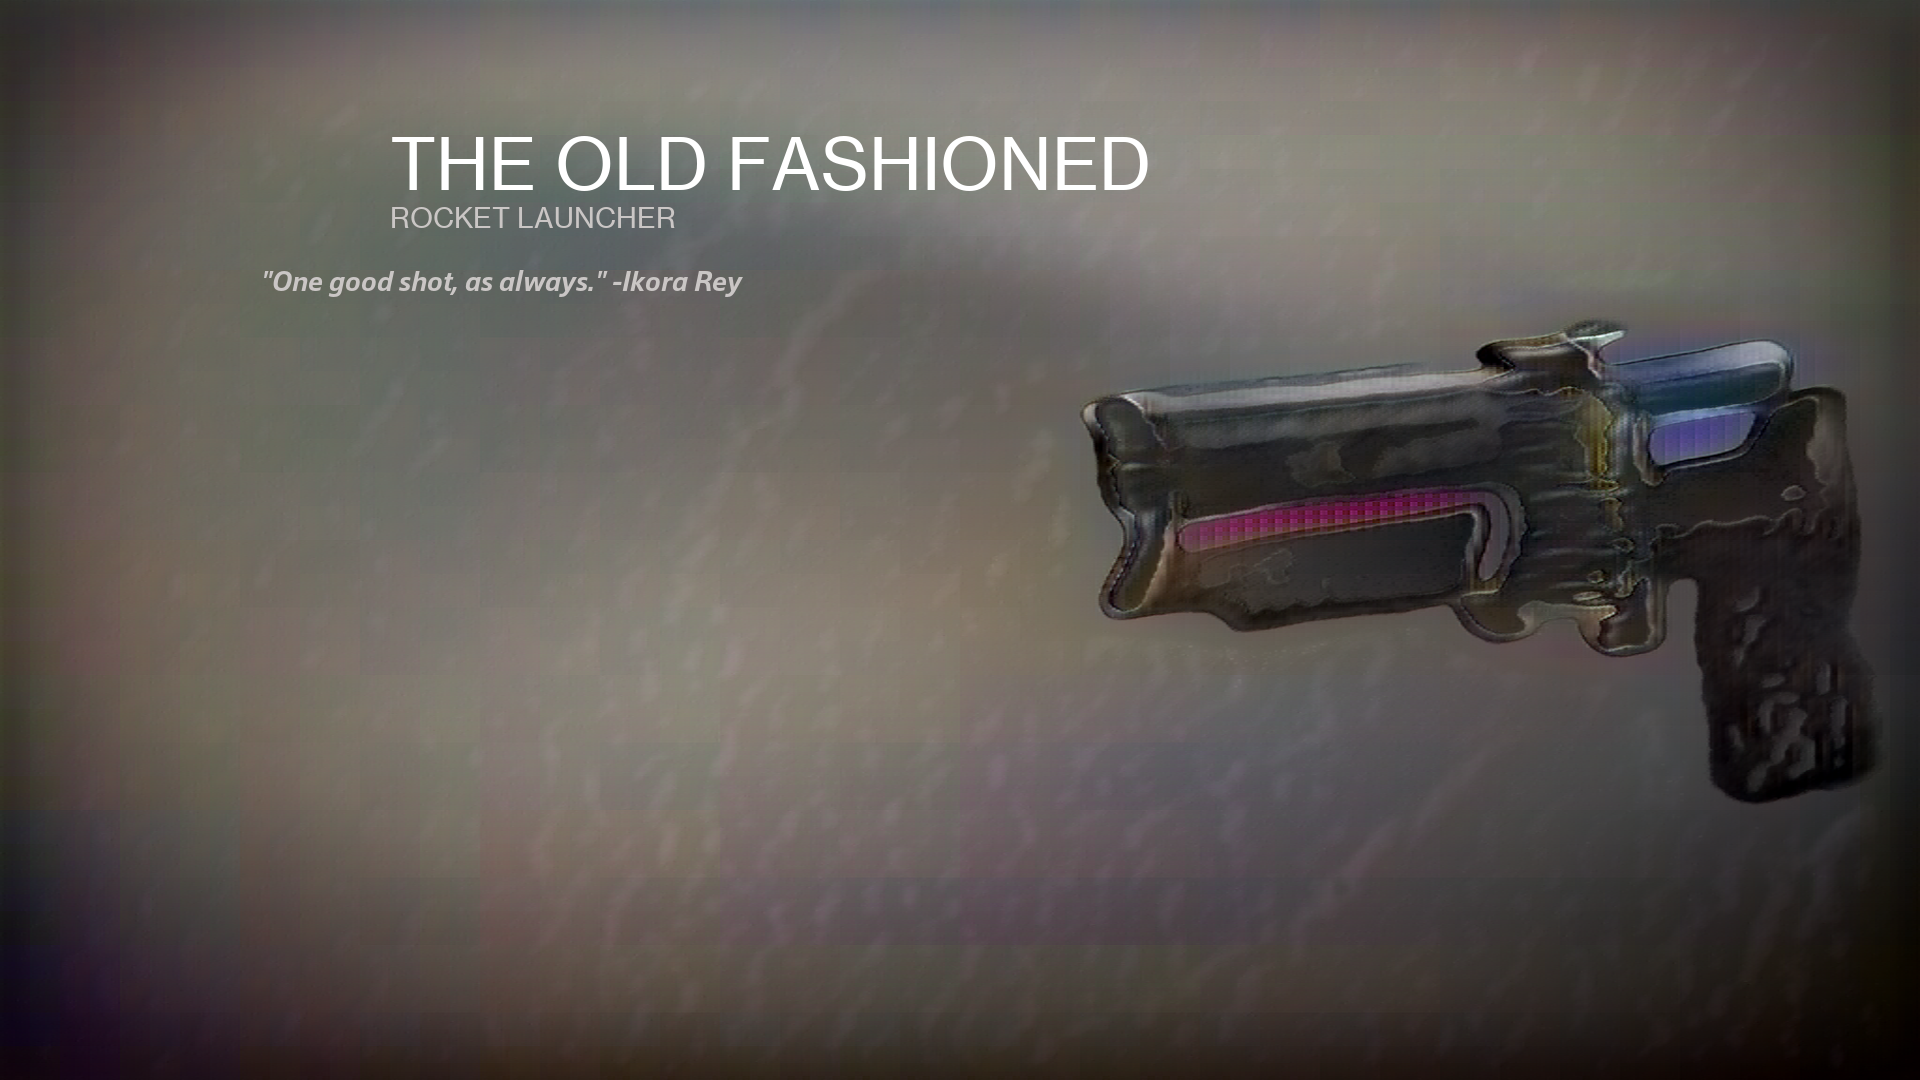 THE OLD FASHIONED
ROCKET LAUNCHER
"One good shot, as always." -Ikora Rey